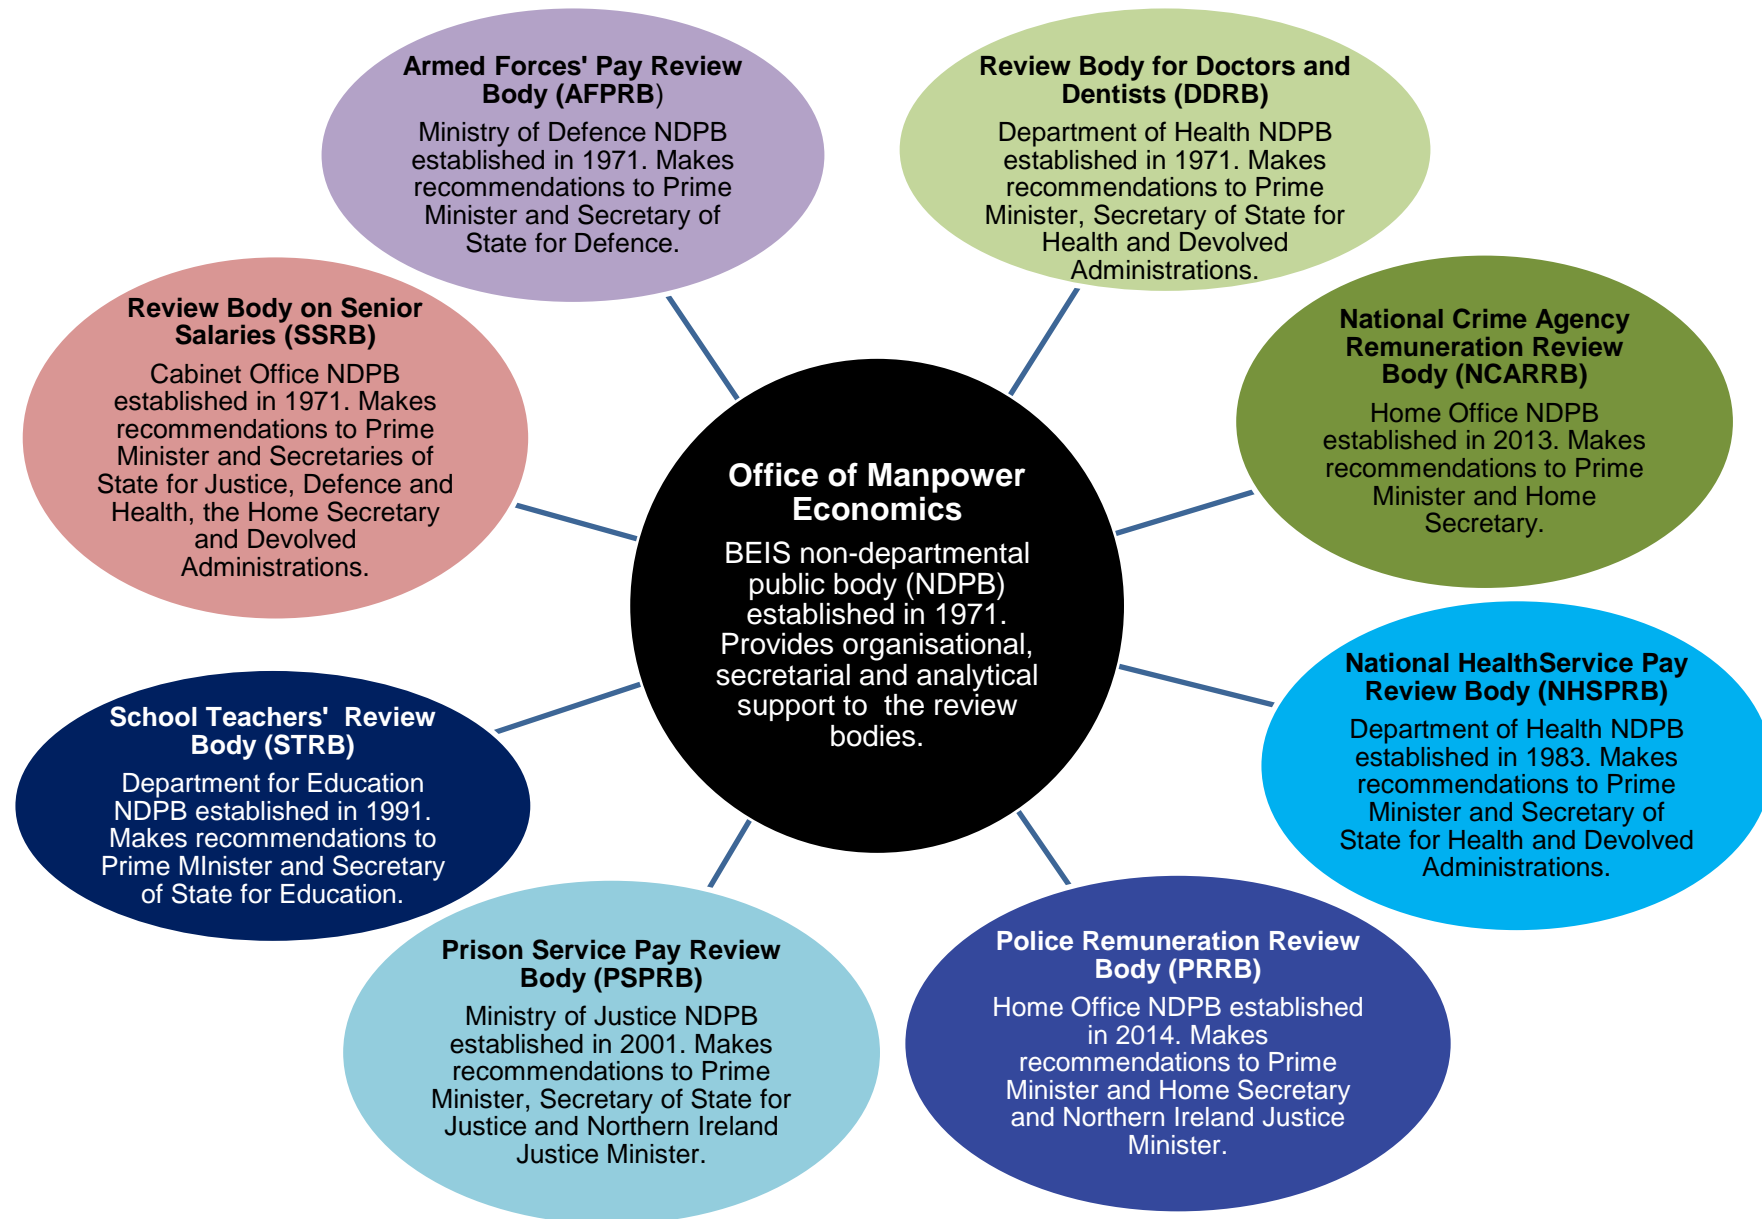 Armed Forces' Pay Review
Body (AFPRB)
Ministry of Defence NDPB
established in 1971. Makes
recommendations to Prime
Minister and Secretary of
State for Defence.
Review Body for Doctors and
Dentists (DDRB)
Department of Health NDPB
established in 1971. Makes
recommendations to Prime
Minister, Secretary of State for
Health and Devolved
Administrations.
Review Body on Senior
Salaries (SSRB)
Cabinet Office NDPB
established in 1971. Makes
recommendations to Prime
Minister and Secretaries of
State for Justice, Defence and
Health, the Home Secretary
and Devolved
Administrations.
National Crime Agency
Remuneration Review
Body (NCARRB)
Home Office NDPB
established in 2013. Makes
recommendations to Prime
Minister and Home
Secretary.
Office of Manpower
Economics
BEIS non-departmental
public body (NDPB)
established in 1971.
Provides organisational,
secretarial and analytical
support to  the review
bodies.
National HealthService Pay
Review Body (NHSPRB)
Department of Health NDPB
established in 1983. Makes
recommendations to Prime
Minister and Secretary of
State for Health and Devolved
Administrations.
School Teachers'  Review
Body (STRB)
Department for Education
NDPB established in 1991.
Makes recommendations to
Prime MInister and Secretary
of State for Education.
Prison Service Pay Review
Body (PSPRB)
Ministry of Justice NDPB
established in 2001. Makes
recommendations to Prime
Minister, Secretary of State for
Justice and Northern Ireland
Justice Minister.
Police Remuneration Review
Body (PRRB)
Home Office NDPB established
in 2014. Makes
recommendations to Prime
Minister and Home Secretary
and Northern Ireland Justice
Minister.